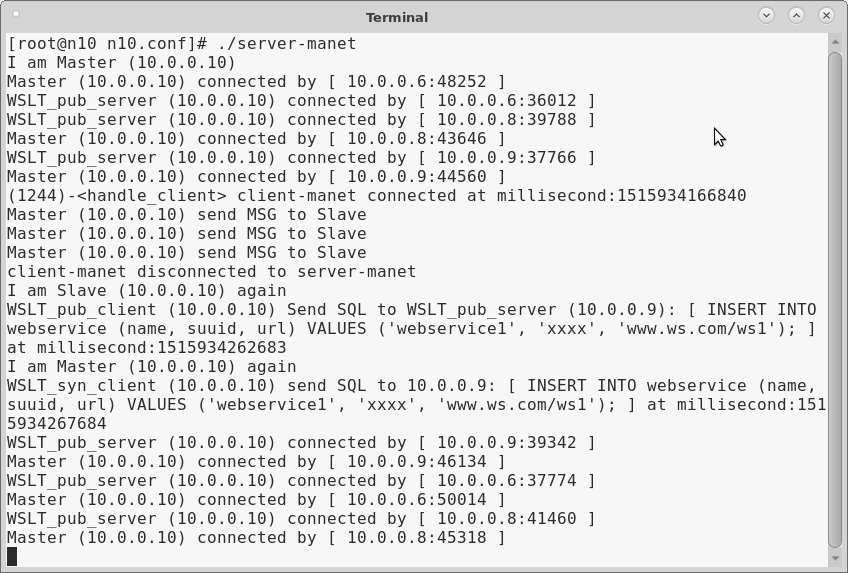 Terminal
[root@n10 n10.conf]# ./server-manet
I am Master (10.0.0.10)
Master (10.0.0.10) connected by [ 10.0.0.6:48252 ]
WSLT_pub_server (10.0.0.10) connected by [ 10.0.0.6:36012 ]
WSLT_pub_server (10.0.0.10) connected by [ 10.0.0.8:39788 ]
Master (10.0.0.10) connected by [ 10.0.0.8:43646 ]
WSLT_pub_server (10.0.0.10) connected by [ 10.0.0.9:37766 ]
Master (10.0.0.10) connected by [ 10.0.0.9:44560 ]
(1244)-<handle_client> client-manet connected at millisecond:1515934166840
Master (10.0.0.10) send MSG to Slave
Master (10.0.0.10) send MSG to Slave
Master (10.0.0.10) send MSG to Slave
client-manet disconnected to server-manet
I am Slave (10.0.0.10) again
WSLT_pub_client (10.0.0.10) Send SQL to WSLT_pub_server (10.0.0.9): [ INSERT INTO
webservice (name, suuid, url) VALUES ('webservice1', 'xxxx', 'www.ws.com/ws1'); ]
at millisecond:1515934262683
I am Master (10.0.0.10) again
WSLT_syn_client (10.0.0.10) send SQL to 10.0.0.9: [ INSERT INTO webservice (name,
suuid, url) VALUES ('webservice1', 'xxxx', 'www.ws.com/ws1'); ] at millisecond:151
5934267684
WSLT_pub_server (10.0.0.10) connected by [ 10.0.0.9:39342 ]
Master (10.0.0.10) connected by [ 10.0.0.9:46134 ]
WSLT_pub_server (10.0.0.10) connected by [ 10.0.0.6:37774 ]
Master (10.0.0.10) connected by [ 10.0.0.6:50014 ]
WSLT_pub_server (10.0.0.10) connected by [ 10.0.0.8:41460 ]
Master (10.0.0.10) connected by [ 10.0.0.8:45318 ]